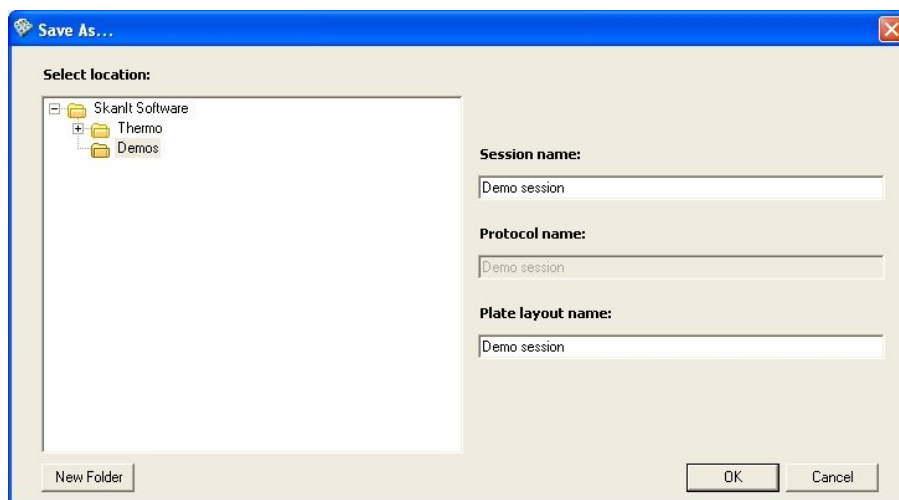 Save As...
Select location:
SkanIt Software
Thermo
Demos
Session name:
Demo session
Protocol name:
Demo session
Plate layout name:
Demo session
New Folder
OK
Cancel